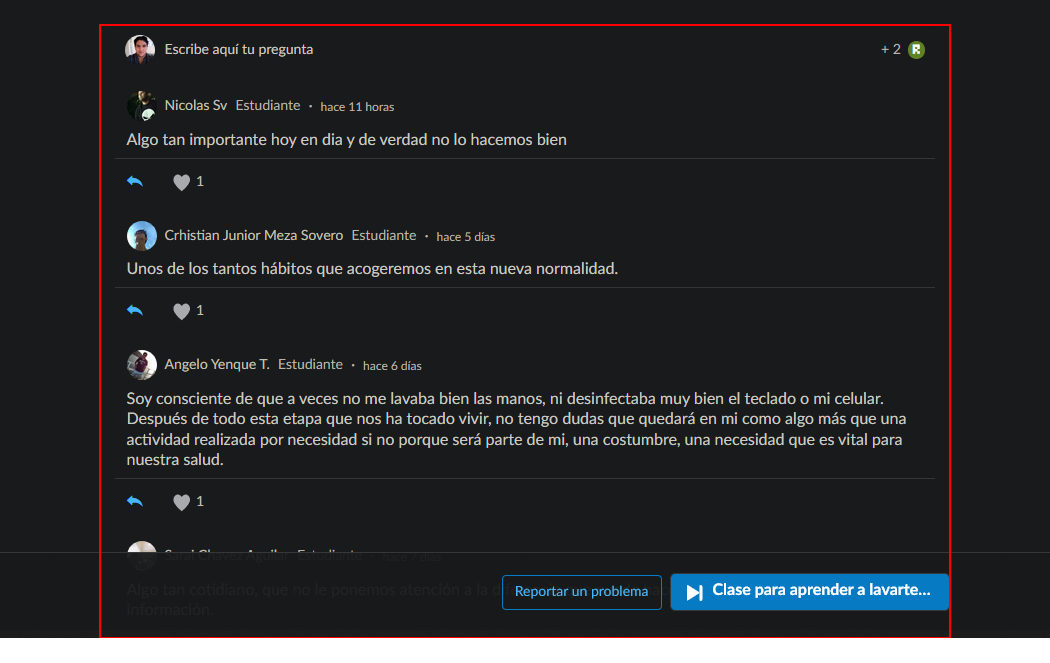 Escribe aquí tu pregunta
+ 2 R
Nicolas Sv Estudiante · hace 11 horas
Algo tan importante hoy en dia y de verdad no lo hacemos bien
1
Crhistian Junior Meza Sovero Estudiante · hace 5 días
Unos de los tantos hábitos que acogeremos en esta nueva normalidad.
1
Angelo Yenque T. Estudiante · hace 6 días
Soy consciente de que a veces no me lavaba bien las manos, ni desinfectaba muy bien el teclado o mi celular.
Después de todo esta etapa que nos ha tocado vivir, no tengo dudas que quedará en mi como algo más que una
actividad realizada por necesidad si no porque será parte de mi, una costumbre, una necesidad que es vital para
nuestra salud.
1
Estudiante · hace 7 días
Algo tan cotidiano, que no le ponemos atención a la
información.
Reportar un problema
Clase para aprender a lavarte...